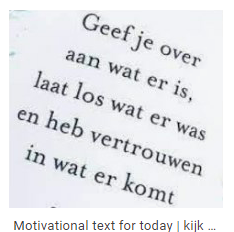 Geef je over
aan wat er is,
laat los wat er was
en heb vertrouwen
in wat er komt
Motivational text for today | kijk ...